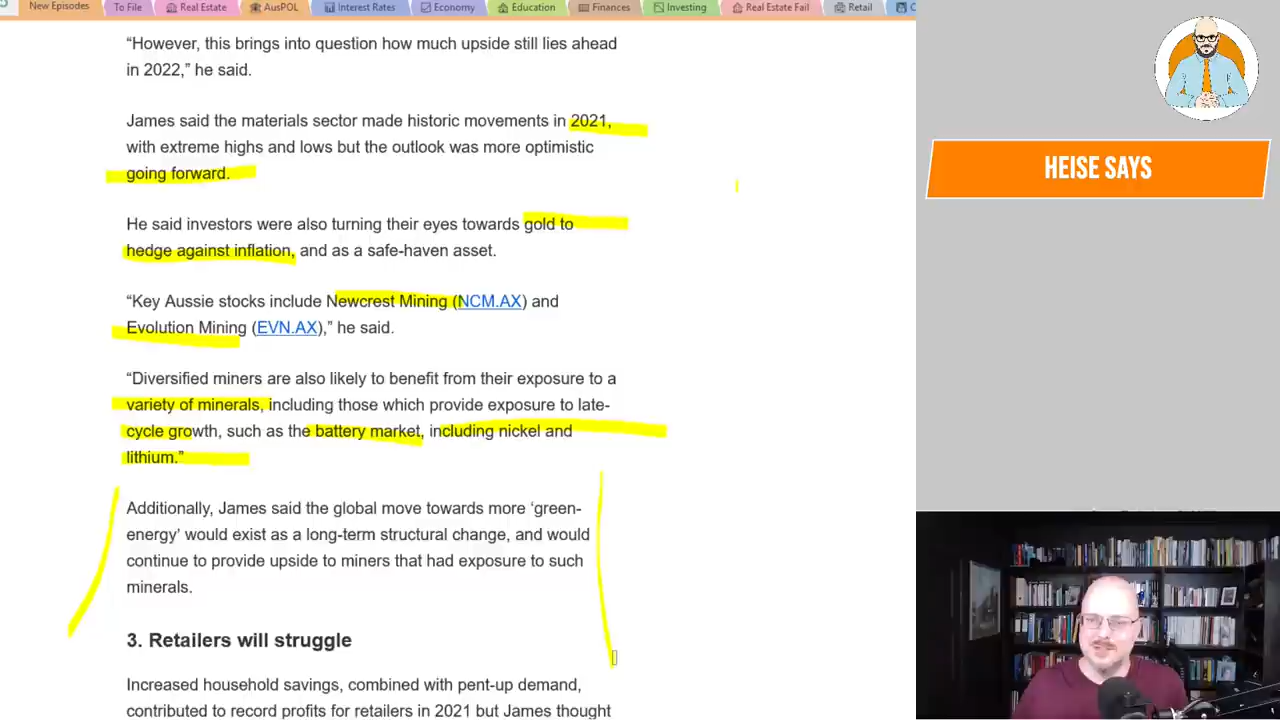 New Episodes To File Real Estate AusPOL Interest Rates Economy Education Finances Investing Real Estate Fail Retail
“However, this brings into question how much upside still lies ahead
in 2022,” he said.
James said the materials sector made historic movements in 2021,
with extreme highs and lows but the outlook was more optimistic
going forward.
He said investors were also turning their eyes towards gold to
hedge against inflation, and as a safe-haven asset.
“Key Aussie stocks include Newcrest Mining (NCM.AX) and
Evolution Mining (EVN.AX),” he said.
“Diversified miners are also likely to benefit from their exposure to a
variety of minerals, including those which provide exposure to late-
cycle growth, such as the battery market, including nickel and
lithium.”
Additionally, James said the global move towards more ‘green-
energy’ would exist as a long-term structural change, and would
continue to provide upside to miners that had exposure to such
minerals.
3. Retailers will struggle
Increased household savings, combined with pent-up demand,
contributed to record profits for retailers in 2021 but James thought
HEISE SAYS